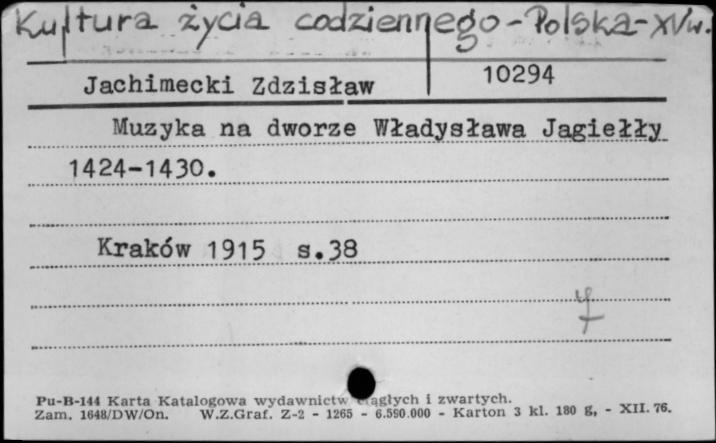 Kultura życia codziennego - Polska - XV w.
Jachimecki Zdzisław 10294
Muzyka na dworze Władysława Jagiełły
1424-1430.
Kraków 1915 s.38
Pu-B-144 Karta Katalogowa wydawnictw ciągłych i zwartych.
Zam. 1648/DW/On. W.Z.Graf. Z-2 - 1265 - 6.590.000 - Karton 3 kl. 180 g, - XII. 76.